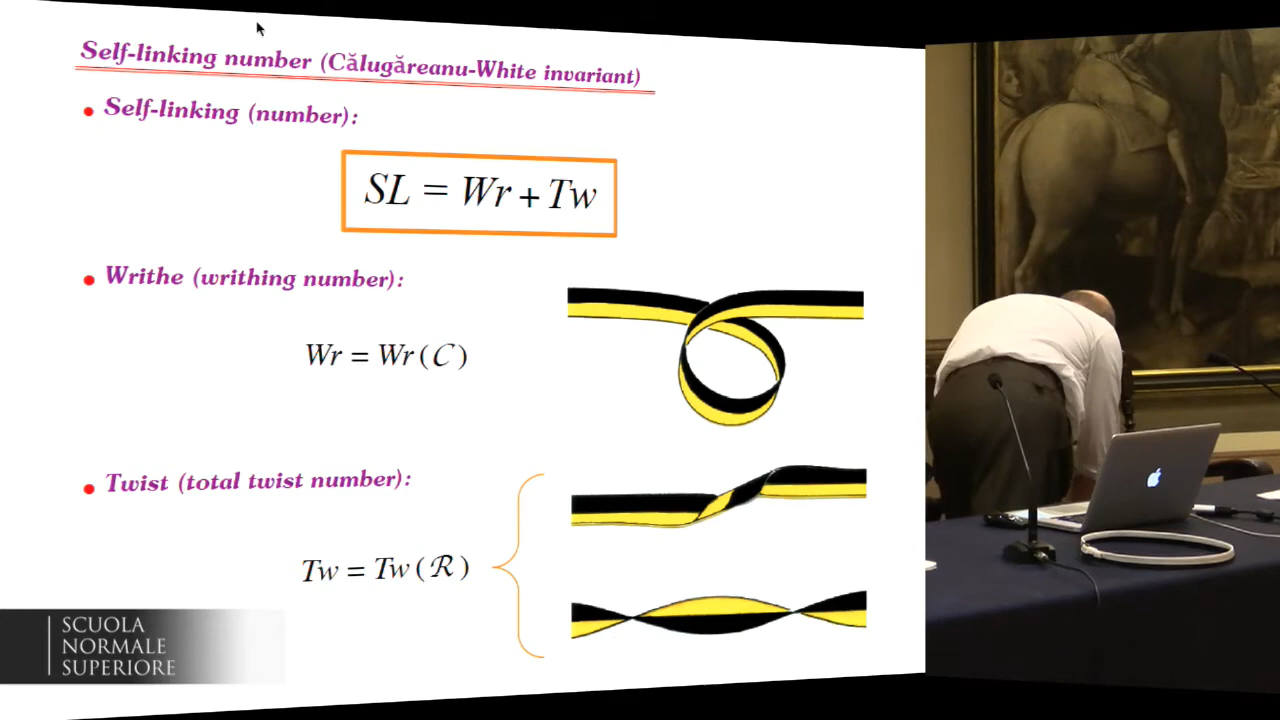 Self-linking number (Călugăreanu-White invariant)
• Self-linking (number):
SL = Wr + Tw
• Writhe (writhing number):
Wr = Wr (C)
• Twist (total twist number):
Tw = Tw (R)
SCUOLA
NORMALE
SUPERIORE